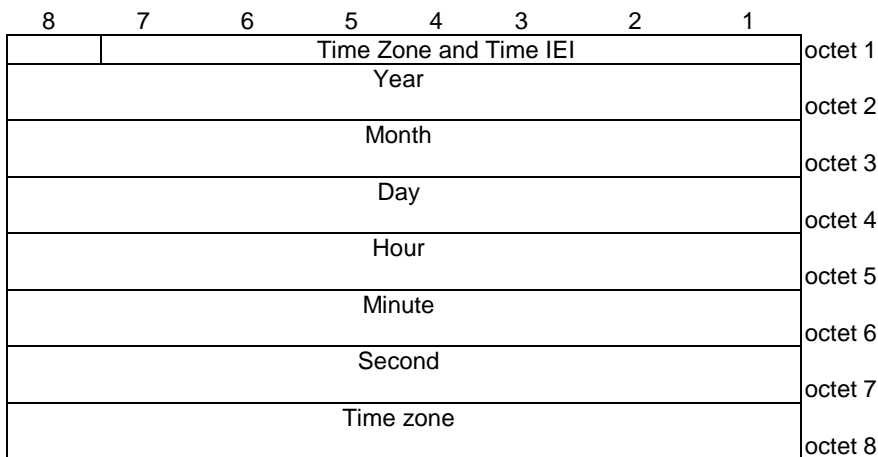 8 7 6 5 4 3 2 1
Time Zone and Time IEI octet 1
Year
octet 2
Month
octet 3
Day
octet 4
Hour
octet 5
Minute
octet 6
Second
octet 7
Time zone
octet 8